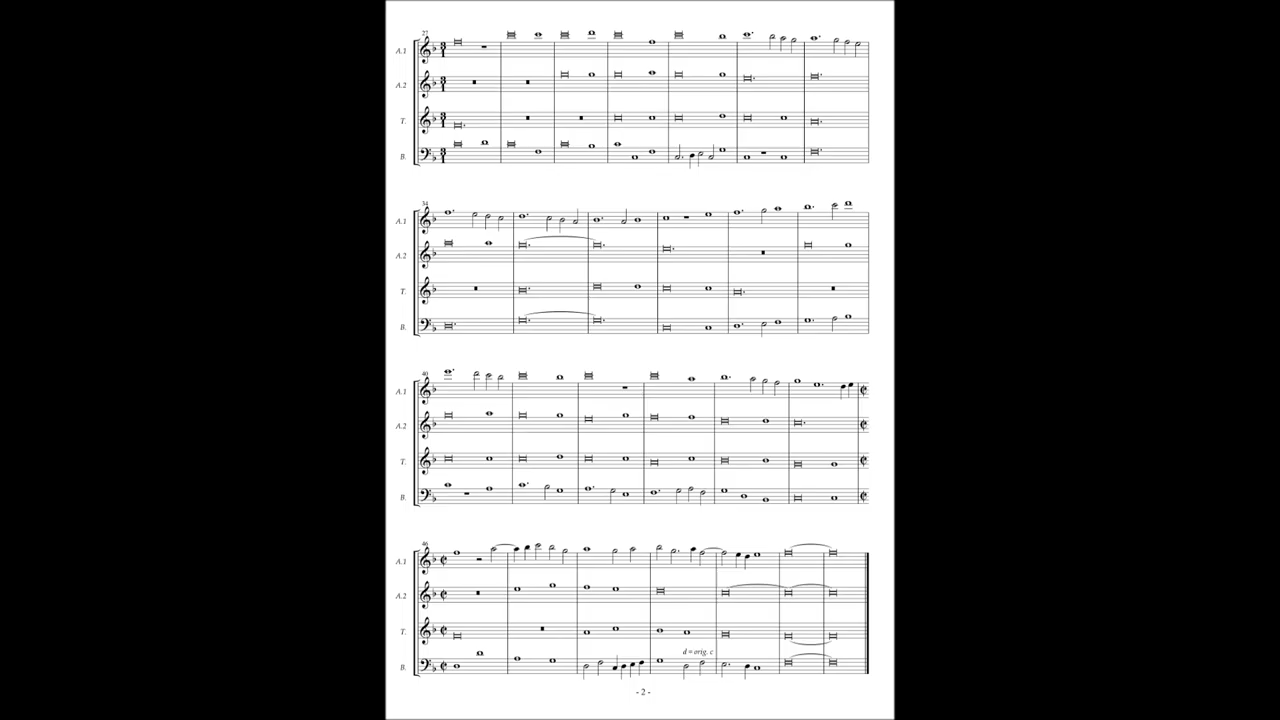 27
A.1
A.2
T.
B.
34
A.1
A.2
T.
B.
40
A.1
A.2
T.
B.
46
A.1
A.2
T.
d = orig. c
B.
- 2 -